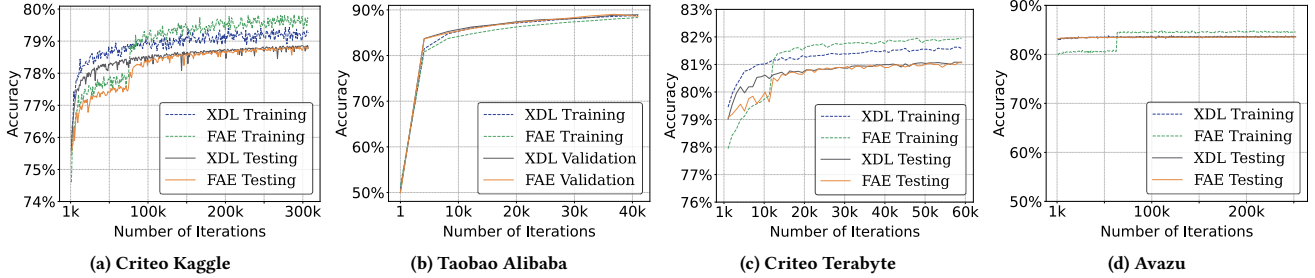 80%
79%
78%
77%
76%
75%
74%
Accuracy
XDL Training
FAE Training
XDL Testing
FAE Testing
1k 100k 200k 300k
Number of Iterations
(a) Criteo Kaggle
90%
80%
70%
60%
50%
Accuracy
XDL Training
FAE Training
XDL Validation
FAE Validation
1 10k 20k 30k 40k
Number of Iterations
(b) Taobao Alibaba
83%
82%
81%
80%
79%
78%
77%
76%
Accuracy
XDL Training
FAE Training
XDL Testing
FAE Testing
1k 10k 20k 30k 40k 50k 60k
Number of Iterations
(c) Criteo Terabyte
90%
80%
70%
60%
50%
Accuracy
XDL Training
FAE Training
XDL Testing
FAE Testing
1k 100k 200k
Number of Iterations
(d) Avazu